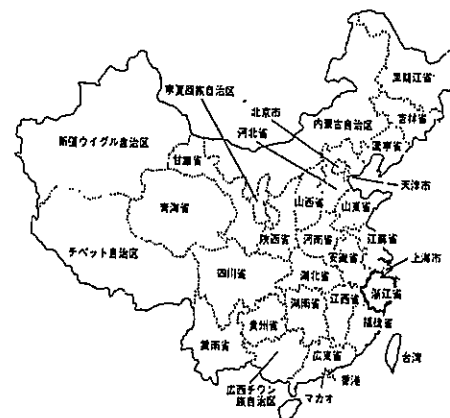 黒龍江省
寧夏回族自治区
北京市
内蒙古自治区
吉林省
河北省
遼寧省
新疆ウイグル自治区
甘粛省
天津市
山西省
山東省
青海省
陝西省
河南省
江蘇省
チベット自治区
安徽省
上海市
四川省
湖北省
浙江省
湖南省
江西省
貴州省
福建省
雲南省
台湾
広東省
広西チワン
族自治区
香港
マカオ